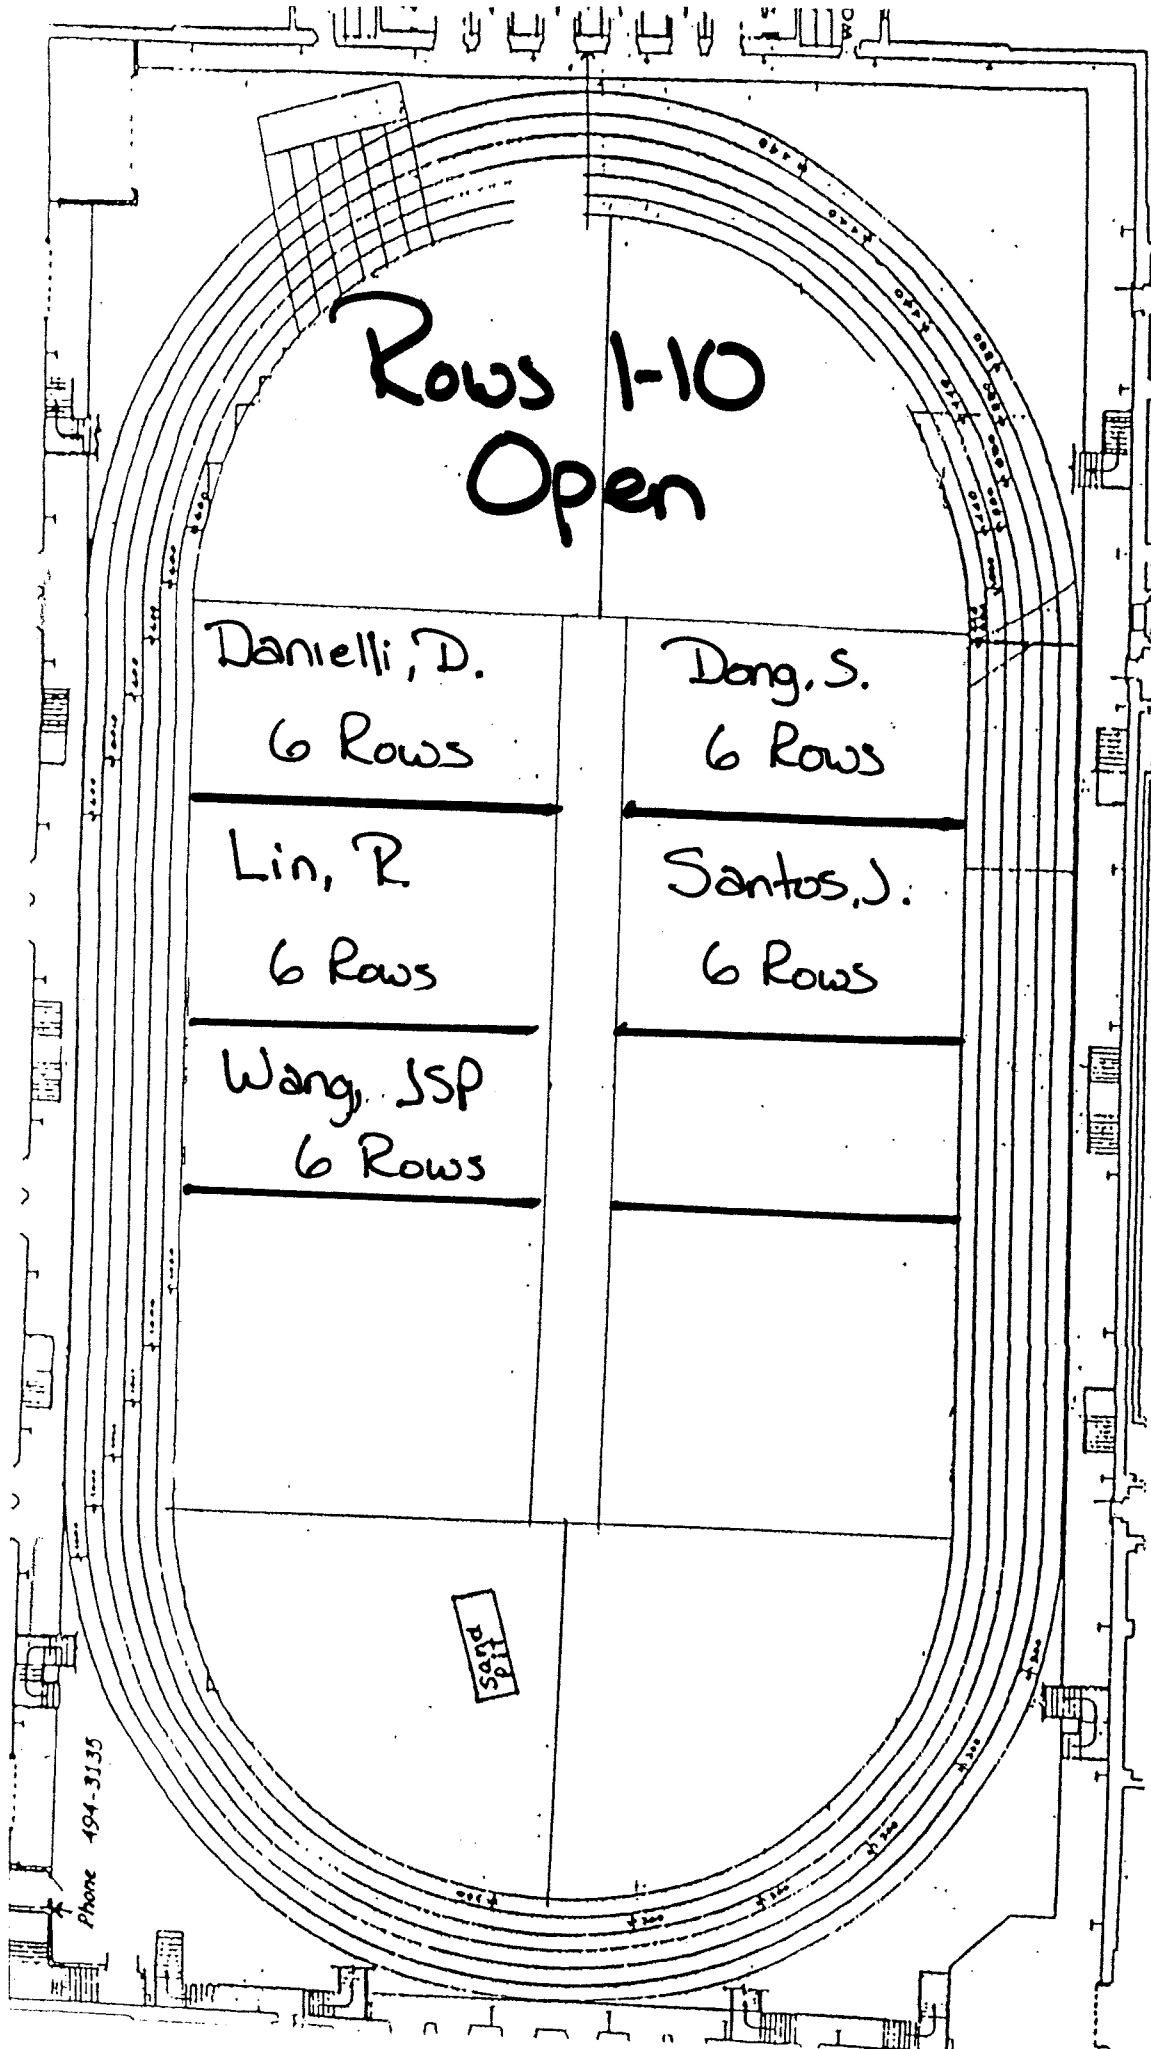 Rows 1-10
Open
Danielli, D.
6 Rows
Dong, S.
6 Rows
Lin, R.
6 Rows
Santos, J.
6 Rows
Wang, JSP
6 Rows
Sand
Pit
Phone 494-3135